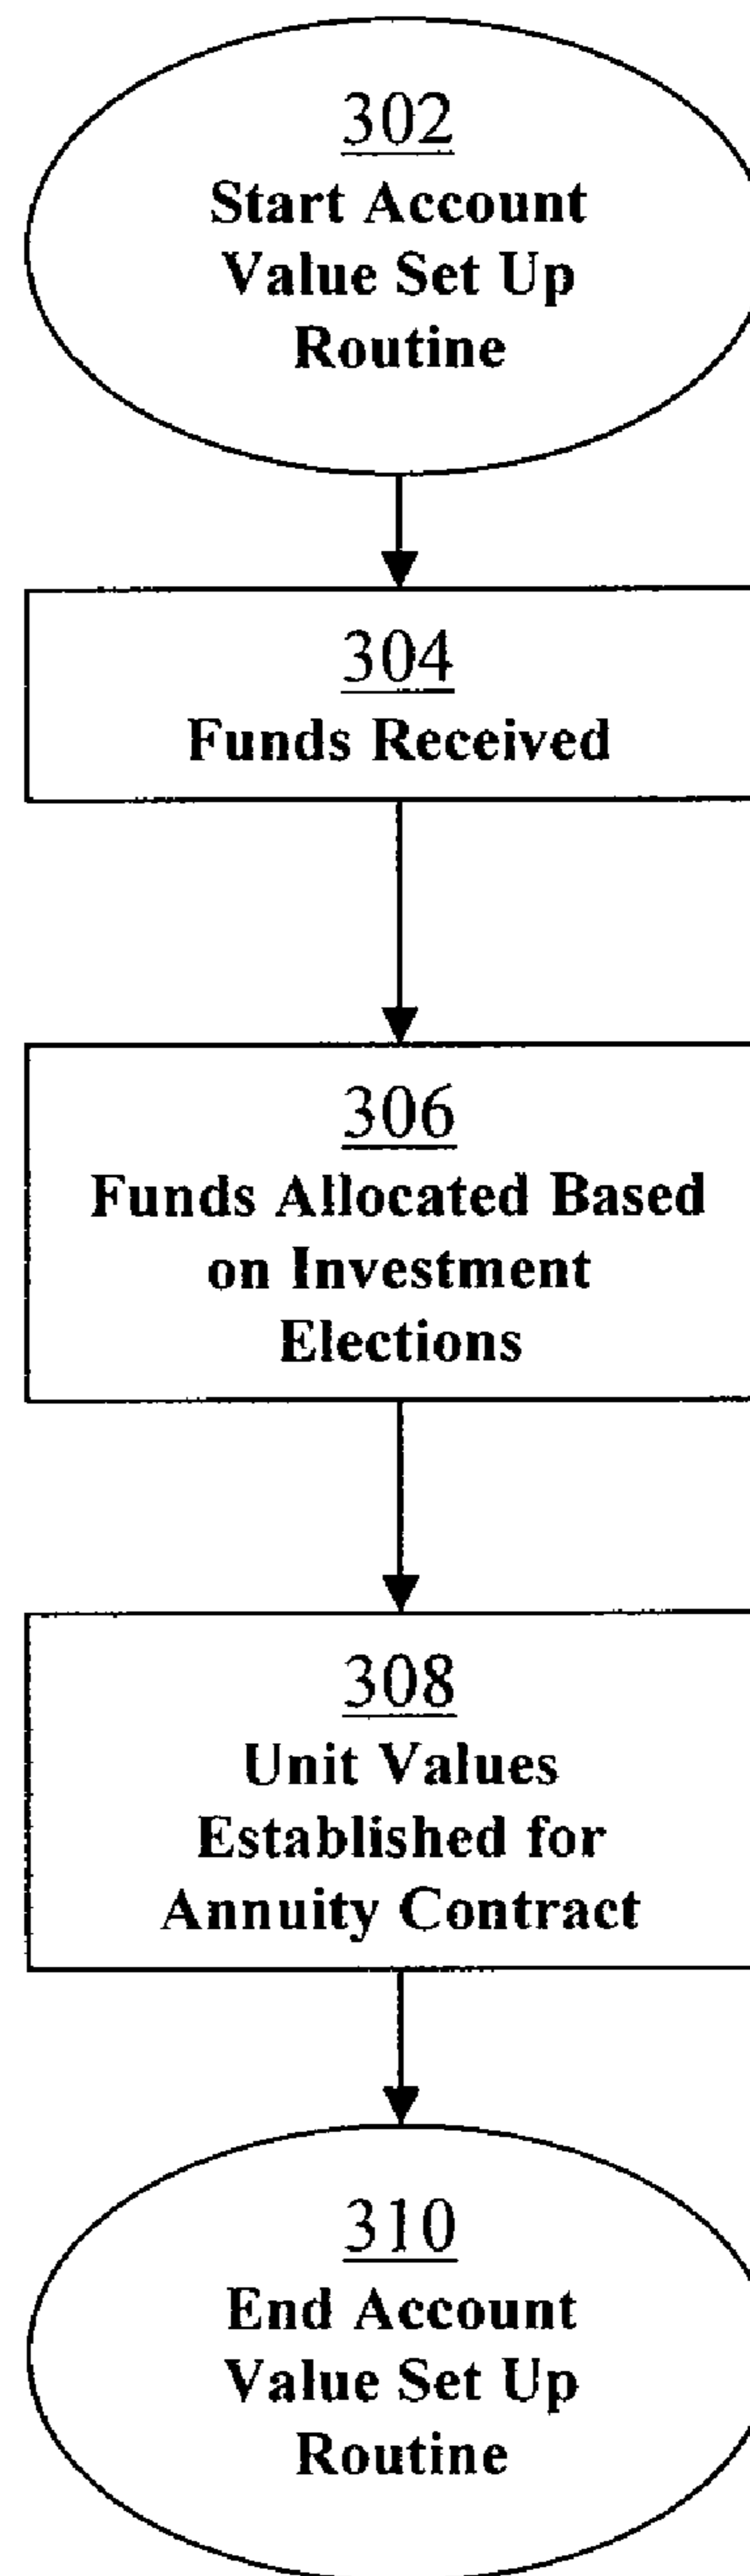 302
Start Account
Value Set Up
Routine
304
Funds Received
306
Funds Allocated Based
on Investment
Elections
308
Unit Values
Established for
Annuity Contract
310
End Account
Value Set Up
Routine